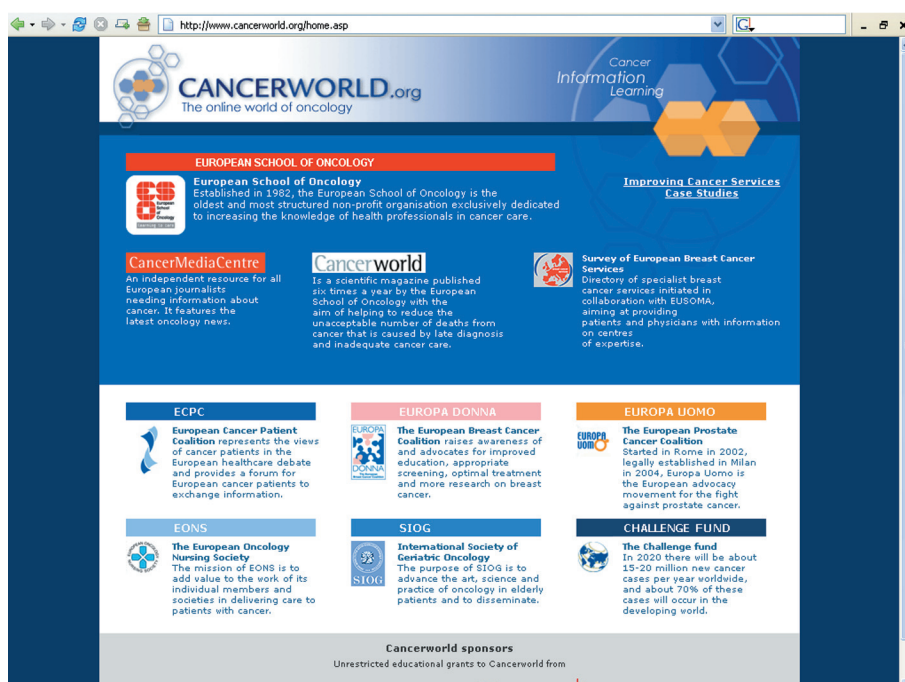 http://www.cancerworld.org/home.asp
G
CANCERWORLD.org
The online world of oncology
Cancer
Information
Learning
EUROPEAN SCHOOL OF ONCOLOGY
European School of Oncology
Established in 1982, the European School of Oncology is the
oldest and most structured non-profit organisation exclusively dedicated
to increasing the knowledge of health professionals in cancer care.
European
School
of
Oncology
Improving Cancer Services
Case Studies
CancerMediaCentre
An independent resource for all
European journalists
needing information about
cancer. It features the
latest oncology news.
Cancerworld
Is a scientific magazine published
six times a year by the European
School of Oncology with the
aim of helping to reduce the
unacceptable number of deaths from
cancer that is caused by late diagnosis
and inadequate cancer care.
Survey of European Breast Cancer
Services
Directory of specialist breast
cancer services initiated in
collaboration with EUSOMA,
aiming at providing
patients and physicians with information
on centres
of expertise.
ECPC
European Cancer Patient
Coalition represents the views
of cancer patients in the
European healthcare debate
and provides a forum for
European cancer patients to
exchange information.
EUROPA DONNA
EUROPA
DONNA
The European Breast Cancer
Coalition raises awareness of
and advocates for improved
education, appropriate
screening, optimal treatment
and more research on breast
cancer.
EUROPA UOMO
EUROPA
UOMO
The European Prostate
Cancer Coalition
Started in Rome in 2002,
legally established in Milan
in 2004, Europa Uomo is
the European advocacy
movement for the fight
against prostate cancer.
EONS
The European Oncology
Nursing Society
The mission of EONS is to
add value to the work of its
individual members and
societies in delivering care to
patients with cancer.
SIOG
SIOG
International Society of
Geriatric Oncology
The purpose of SIOG is to
advance the art, science and
practice of oncology in elderly
patients and to disseminate.
CHALLENGE FUND
The Challenge fund
In 2020 there will be about
15-20 million new cancer
cases per year worldwide,
and about 70% of these
cases will occur in the
developing world.
Cancerworld sponsors
Unrestricted educational grants to Cancerworld from